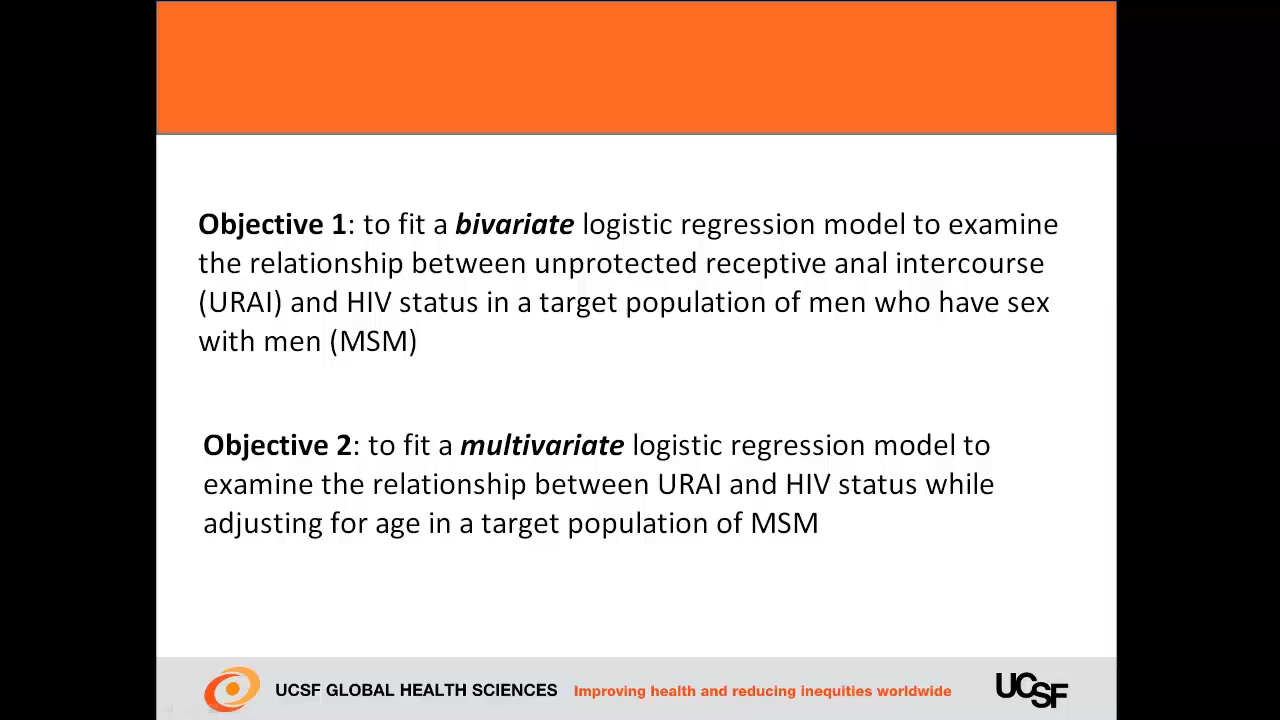 Objective 1: to fit a bivariate logistic regression model to examine
the relationship between unprotected receptive anal intercourse
(URAI) and HIV status in a target population of men who have sex
with men (MSM)
Objective 2: to fit a multivariate logistic regression model to
examine the relationship between URAI and HIV status while
adjusting for age in a target population of MSM
UCSF GLOBAL HEALTH SCIENCES Improving health and reducing inequities worldwide UCSF